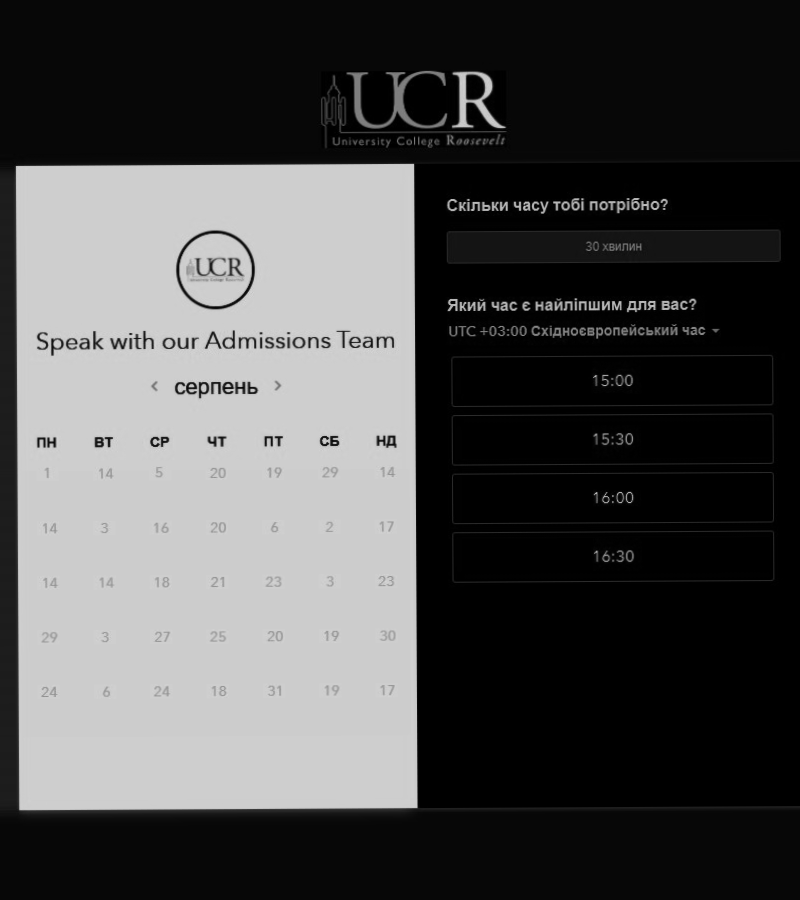 UCR
University College Roosevelt
UCR
University College Roosevelt
Speak with our Admissions Team
серпень
ПН ВТ СР ЧТ ПТ СБ НД
1 14 5 20 19 29 14
14 3 16 20 6 2 17
14 14 18 21 23 3 23
29 3 27 25 20 19 30
24 6 24 18 31 19 17
Скільки часу тобі потрібно?
30 хвилин
Який час є найліпшим для вас?
UTC +03:00 Східноєвропейський час
15:00
15:30
16:00
16:30